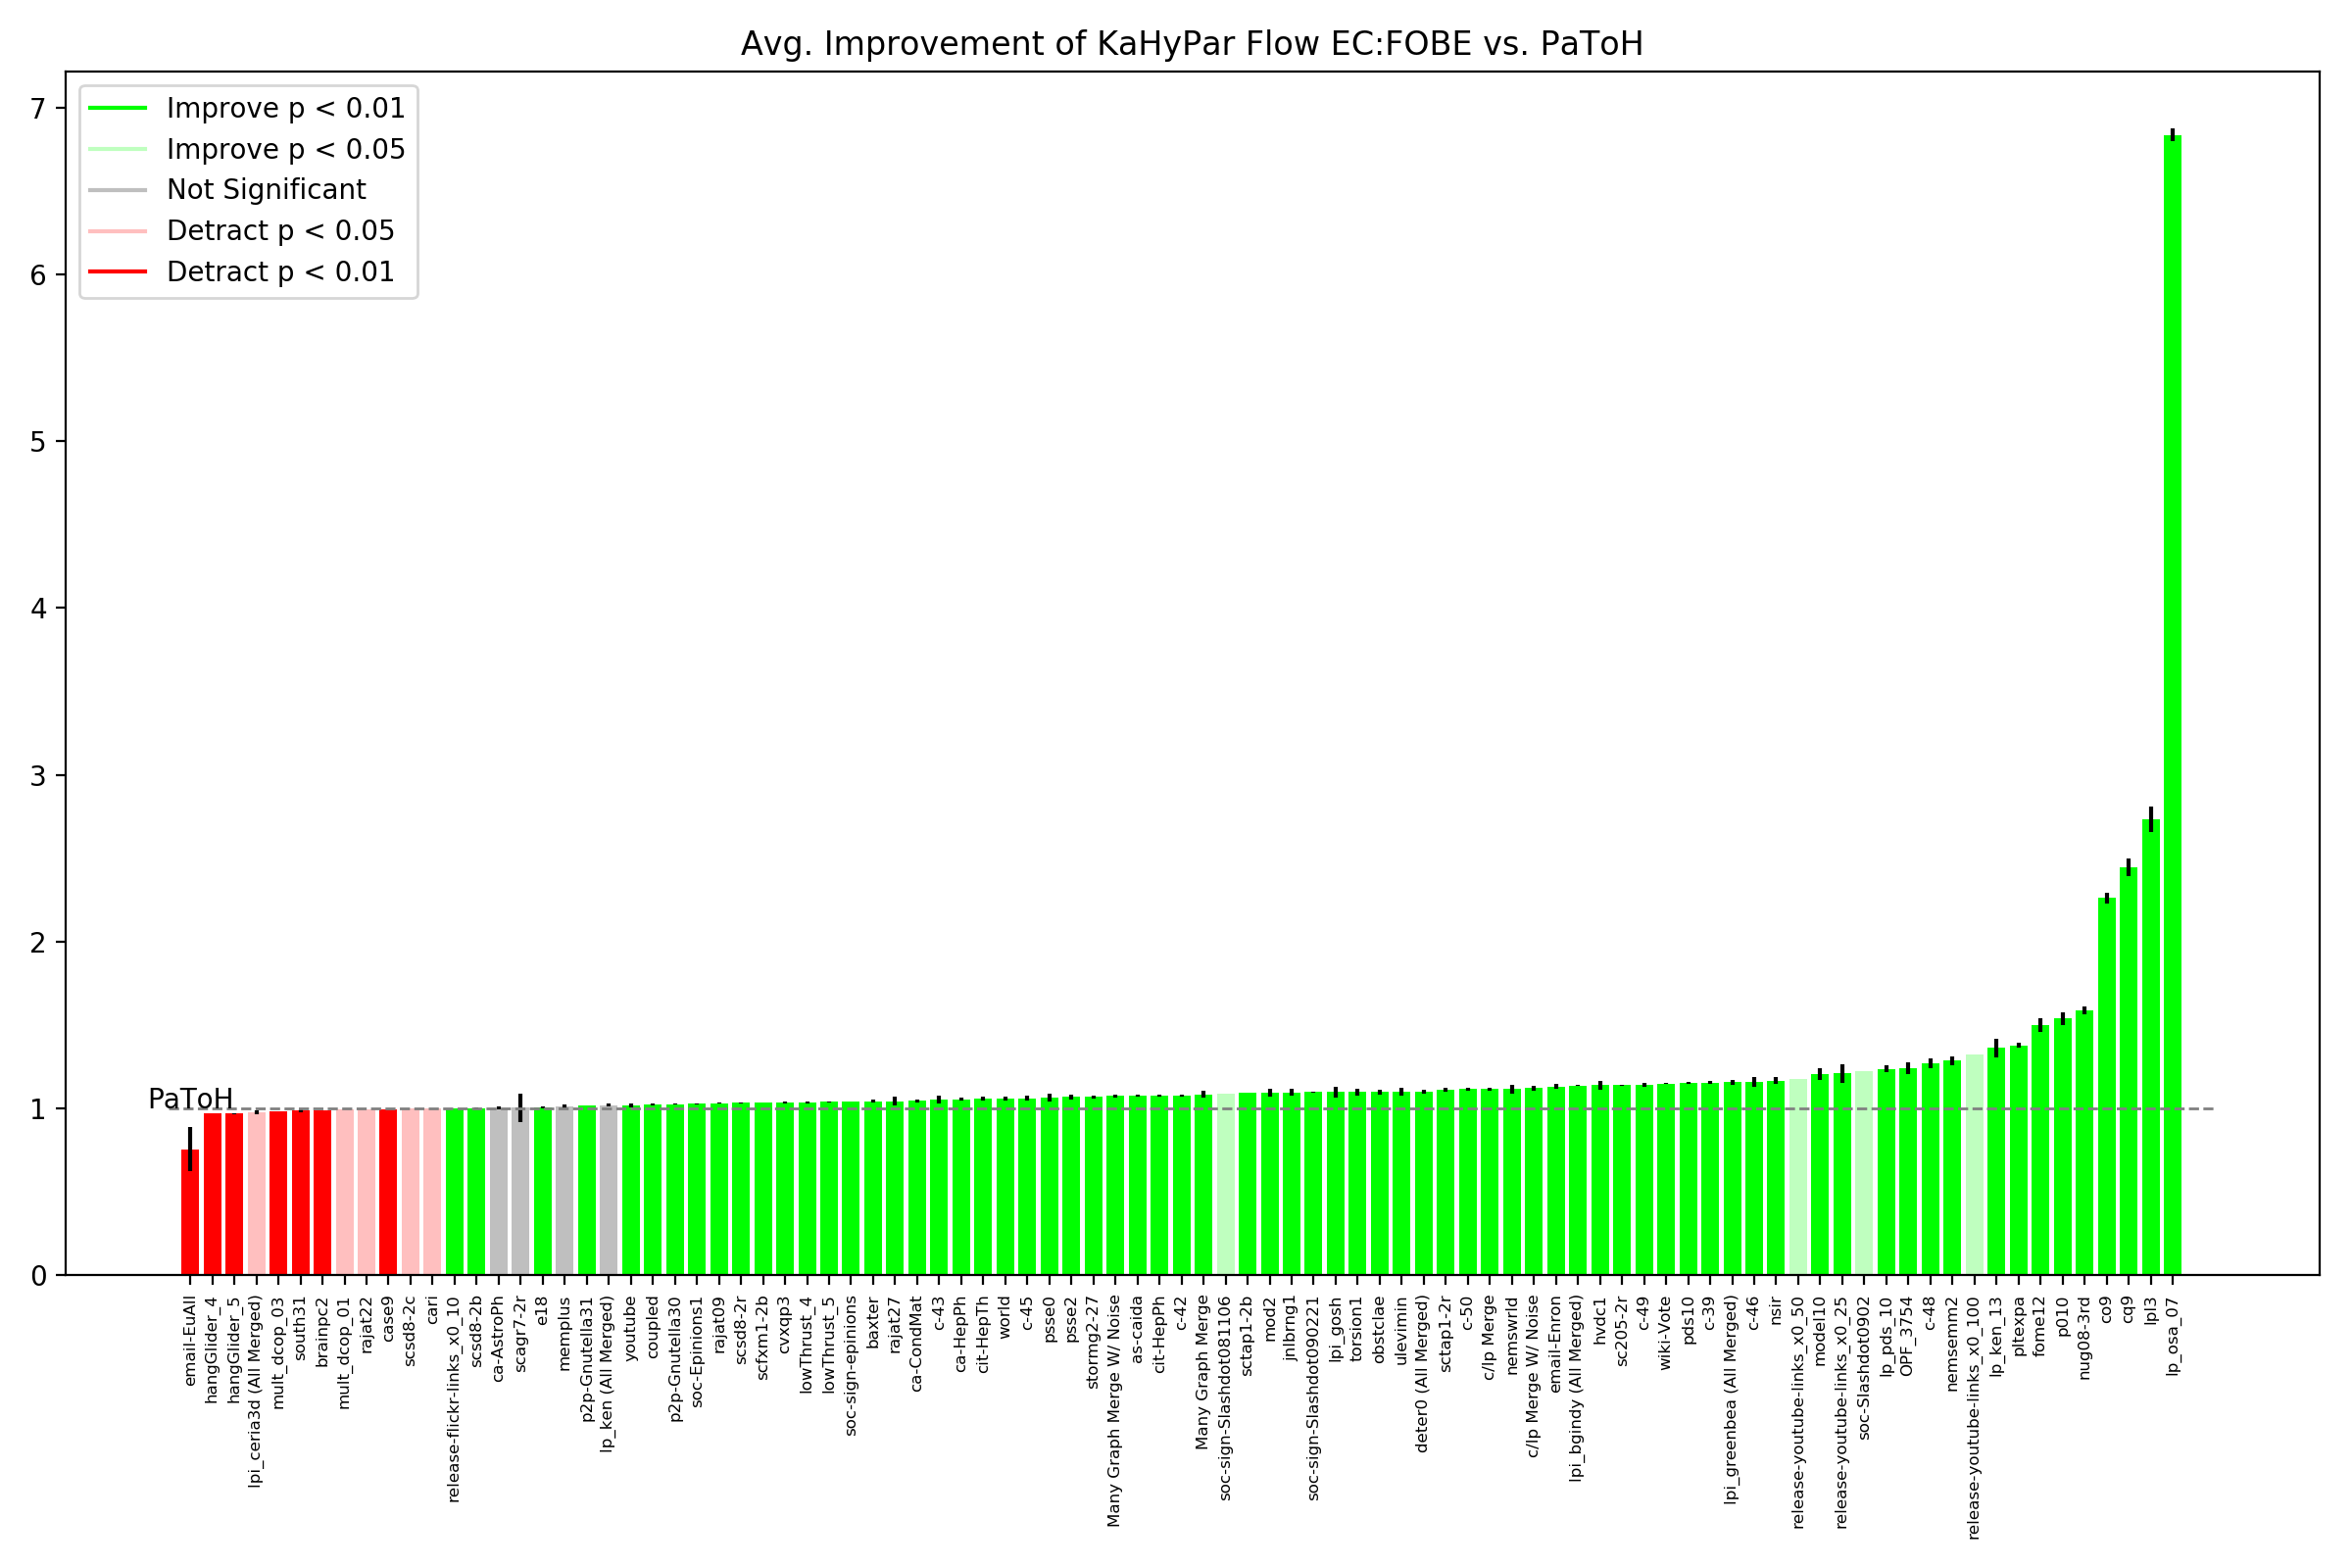 Avg. Improvement of KaHyPar Flow EC:FOBE vs. PaToH
Improve p < 0.01
Improve p < 0.05
Not Significant
Detract p < 0.05
Detract p < 0.01
7
6
5
4
3
2
1
0
PaToH
email-EuAll
hangGlider_4
hangGlider_5
lpi_ceria3d (All Merged)
mult_dcop_03
south31
brainpc2
mult_dcop_01
rajat22
case9
scsd8-2c
cari
release-flickr-links_x0_10
scsd8-2b
ca-AstroPh
scagr7-2r
e18
memplus
p2p-Gnutella31
lp_ken (All Merged)
youtube
coupled
p2p-Gnutella30
soc-Epinions1
rajat09
scsd8-2r
scfxm1-2b
cvxqp3
lowThrust_4
lowThrust_5
soc-sign-epinions
baxter
rajat27
ca-CondMat
c-43
ca-HepPh
cit-HepTh
world
c-45
psse0
psse2
stormg2-27
Many Graph Merge W/ Noise
as-caida
cit-HepPh
c-42
Many Graph Merge
soc-sign-Slashdot081106
sctap1-2b
mod2
jnlbrng1
soc-sign-Slashdot090221
lpi_gosh
torsion1
obstclae
ulevimin
deter0 (All Merged)
sctap1-2r
c-50
c/lp Merge
nemswrld
c/lp Merge W/ Noise
email-Enron
lpi_bgindy (All Merged)
hvdc1
sc205-2r
c-49
wiki-Vote
pds10
c-39
lpi_greenbea (All Merged)
c-46
nsir
release-youtube-links_x0_50
model10
release-youtube-links_x0_25
soc-Slashdot0902
lp_pds_10
OPF_3754
c-48
nemsemm2
release-youtube-links_x0_100
lp_ken_13
pltexpa
fome12
p010
nug08-3rd
co9
cq9
lpl3
lp_osa_07